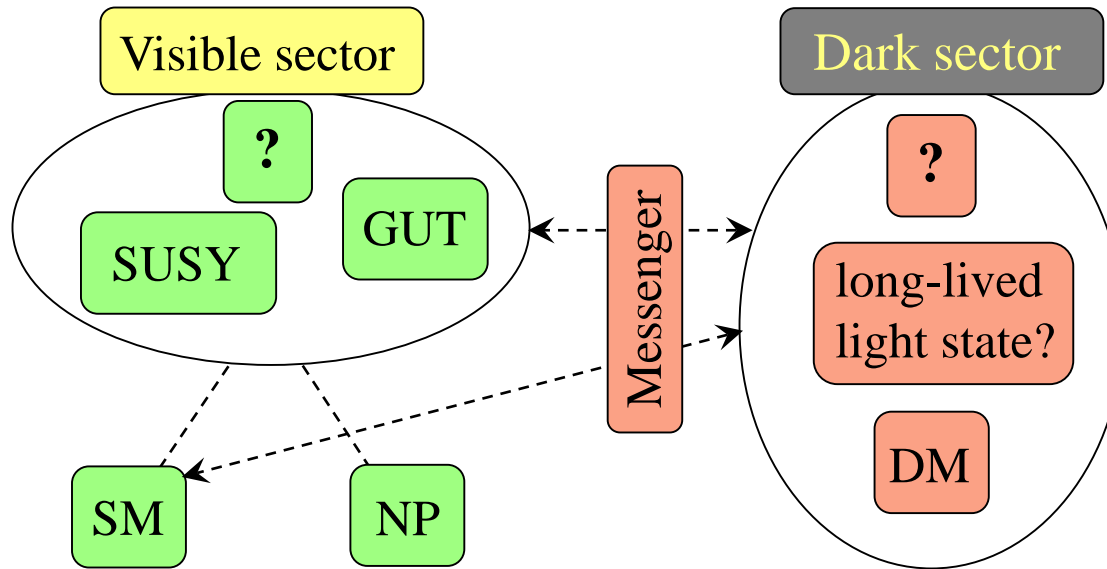 Visible sector
?
GUT
SUSY
SM
NP
Messenger
Dark sector
?
long-lived
light state?
DM